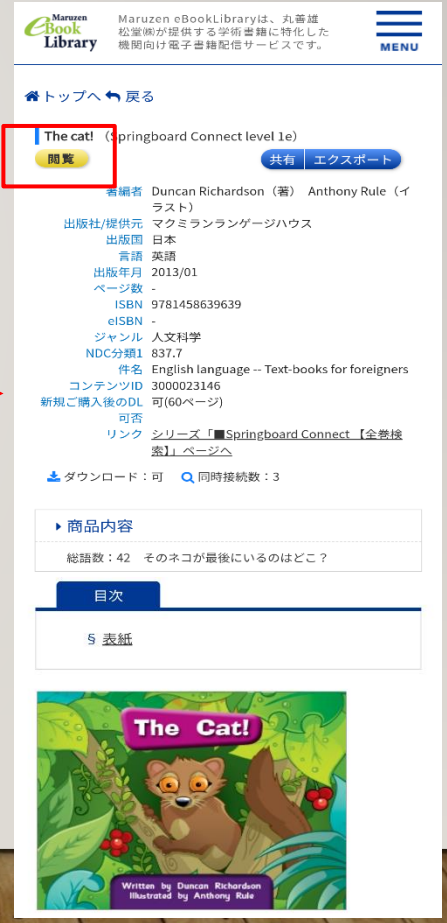 Maruzen
eBook
Library
Maruzen eBookLibraryは、丸善雄
松堂㈱が提供する学術書籍に特化した
機関向け電子書籍配信サービスです。
MENU
トップへ 戻る
The cat! （Springboard Connect level 1e）
閲覧
共有 エクスポート
著編者 Duncan Richardson（著） Anthony Rule（イ
ラスト）
出版社/提供元 マクミランランゲージハウス
出版国 日本
言語 英語
出版年月 2013/01
ページ数 -
ISBN 9781458639639
eISBN -
ジャンル 人文科学
NDC分類1 837.7
件名 English language -- Text-books for foreigners
コンテンツID 3000023146
新規ご購入後のDL 可(60ページ)
可否
リンク シリーズ「■Springboard Connect 【全巻検
索】」ページへ
ダウンロード：可 同時接続数：3
商品内容
総語数：42 そのネコが最後にいるのはどこ？
目次
§ 表紙
The Cat!
Written by Duncan Richardson
Illustrated by Anthony Rule